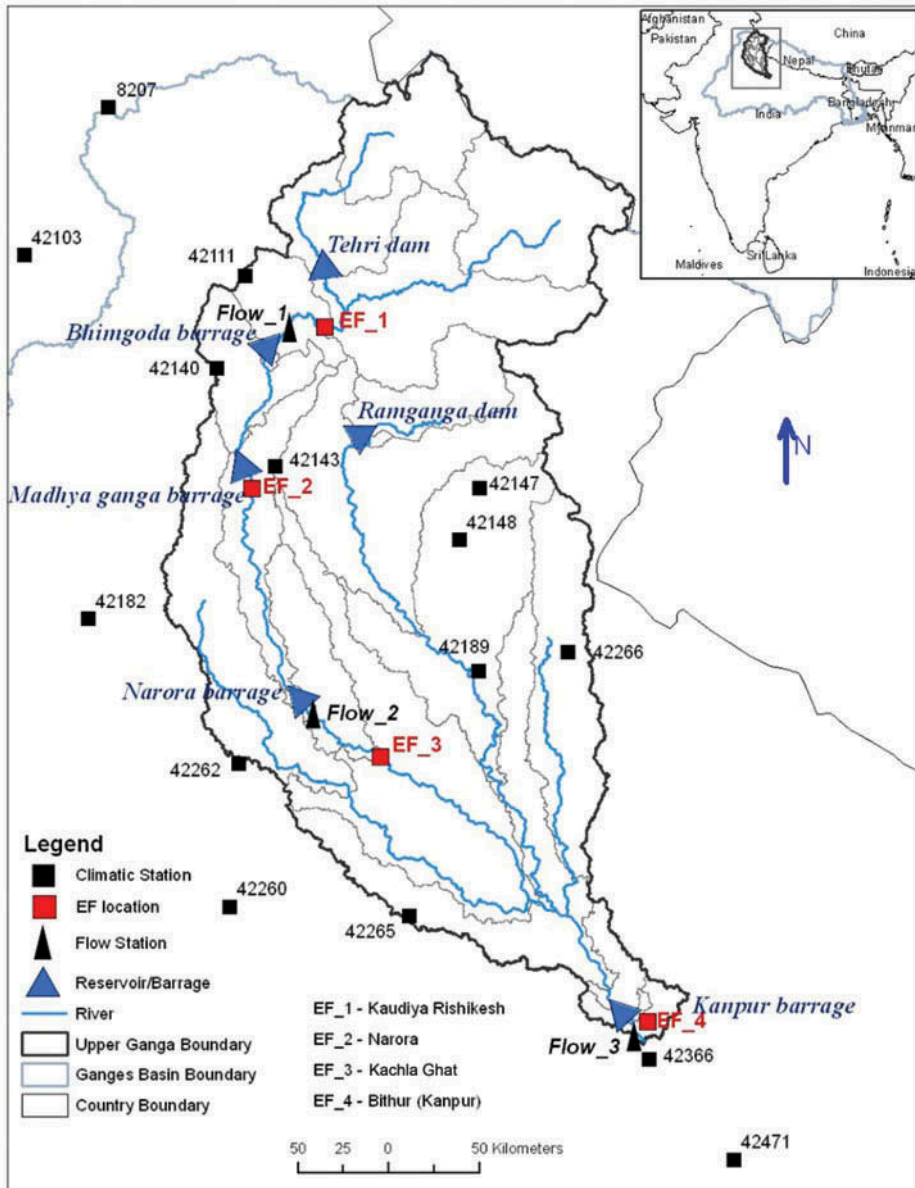 Afghanistan
Pakistan
China
Nepal
Bhutan
Bangladesh
India
Myanmar
Sri Lanka
Maldives
Indonesia
8207
42103
42111
Tehri dam
Flow_1
EF_1
Bhimgoda barrage
42140
Ramganga dam
N
42143
42147
EF_2
Madhya ganga barrage
42148
42182
42189
42266
Narora barrage
Flow_2
EF_3
42262
Legend
Climatic Station
EF location
Flow Station
Reservoir/Barrage
River
Upper Ganga Boundary
Ganges Basin Boundary
Country Boundary
42260
42265
EF_1 - Kaudiya Rishikesh
EF_2 - Narora
EF_3 - Kachla Ghat
EF_4 - Bithur (Kanpur)
Kanpur barrage
EF_4
Flow_3
42366
50 25 0 50 Kilometers
42471